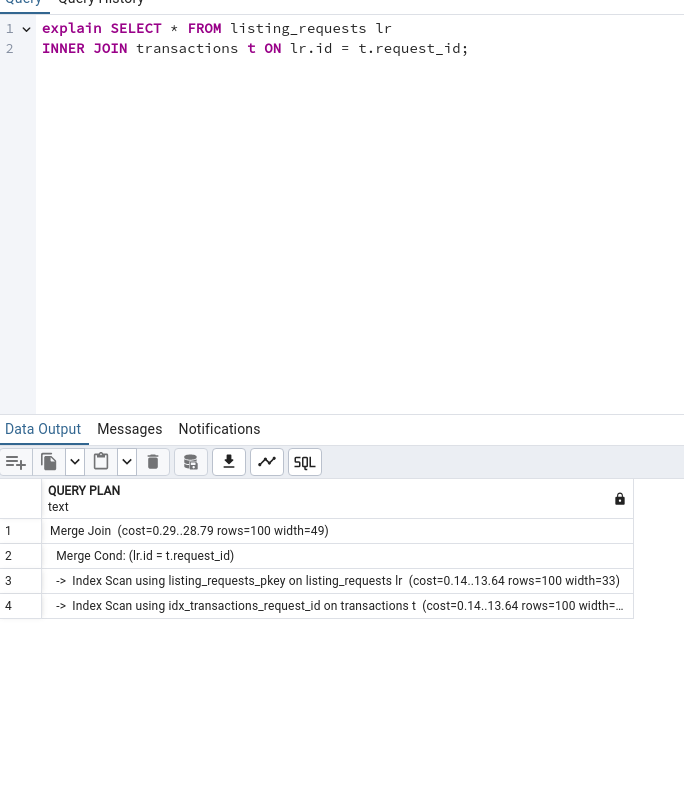 Query Query History
1 explain SELECT * FROM listing_requests lr
2 INNER JOIN transactions t ON lr.id = t.request_id;
Data Output Messages Notifications
SQL
QUERY PLAN
text
1 Merge Join (cost=0.29..28.79 rows=100 width=49)
2 Merge Cond: (lr.id = t.request_id)
3 -> Index Scan using listing_requests_pkey on listing_requests lr (cost=0.14..13.64 rows=100 width=33)
4 -> Index Scan using idx_transactions_request_id on transactions t (cost=0.14..13.64 rows=100 width=…